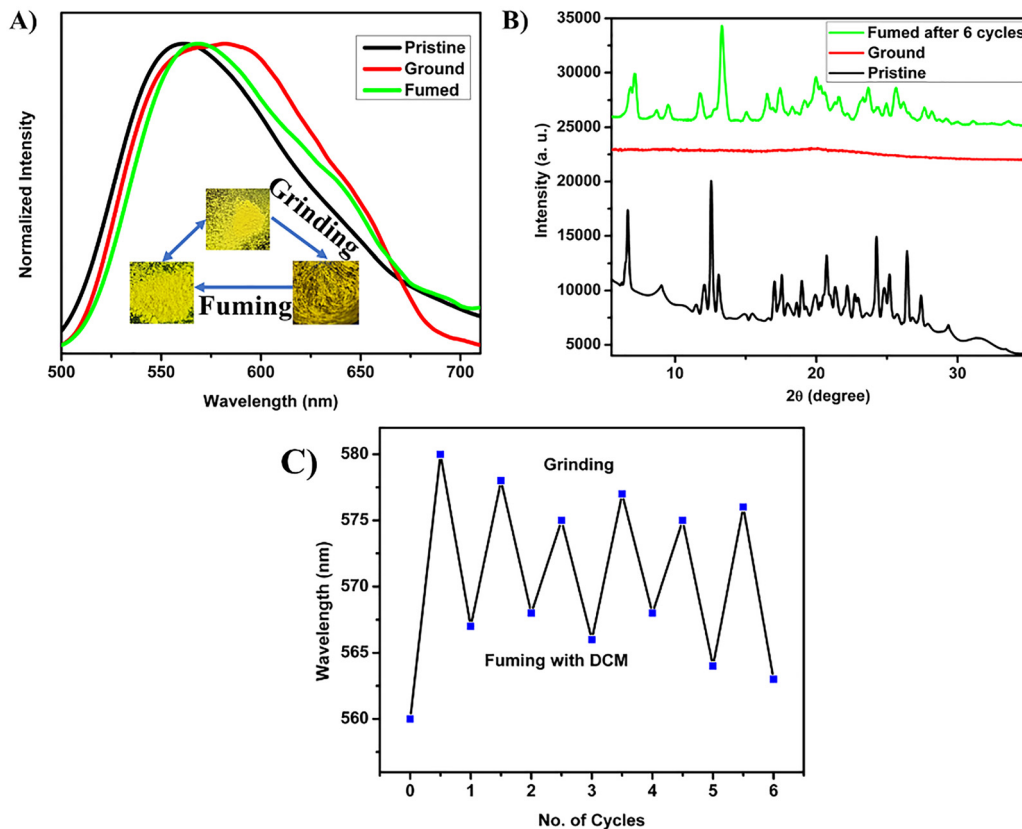 A)
Normalized Intensity
Pristine
Ground
Fumed
Grinding
Fuming
500
550
600
650
700
Wavelength (nm)
B)
Intensity (a. u.)
35000
30000
25000
20000
15000
10000
5000
Fumed after 6 cycles
Ground
Pristine
10
20
30
2θ (degree)
C)
Wavelength (nm)
580
575
570
565
560
Grinding
Fuming with DCM
0
1
2
3
4
5
6
No. of Cycles